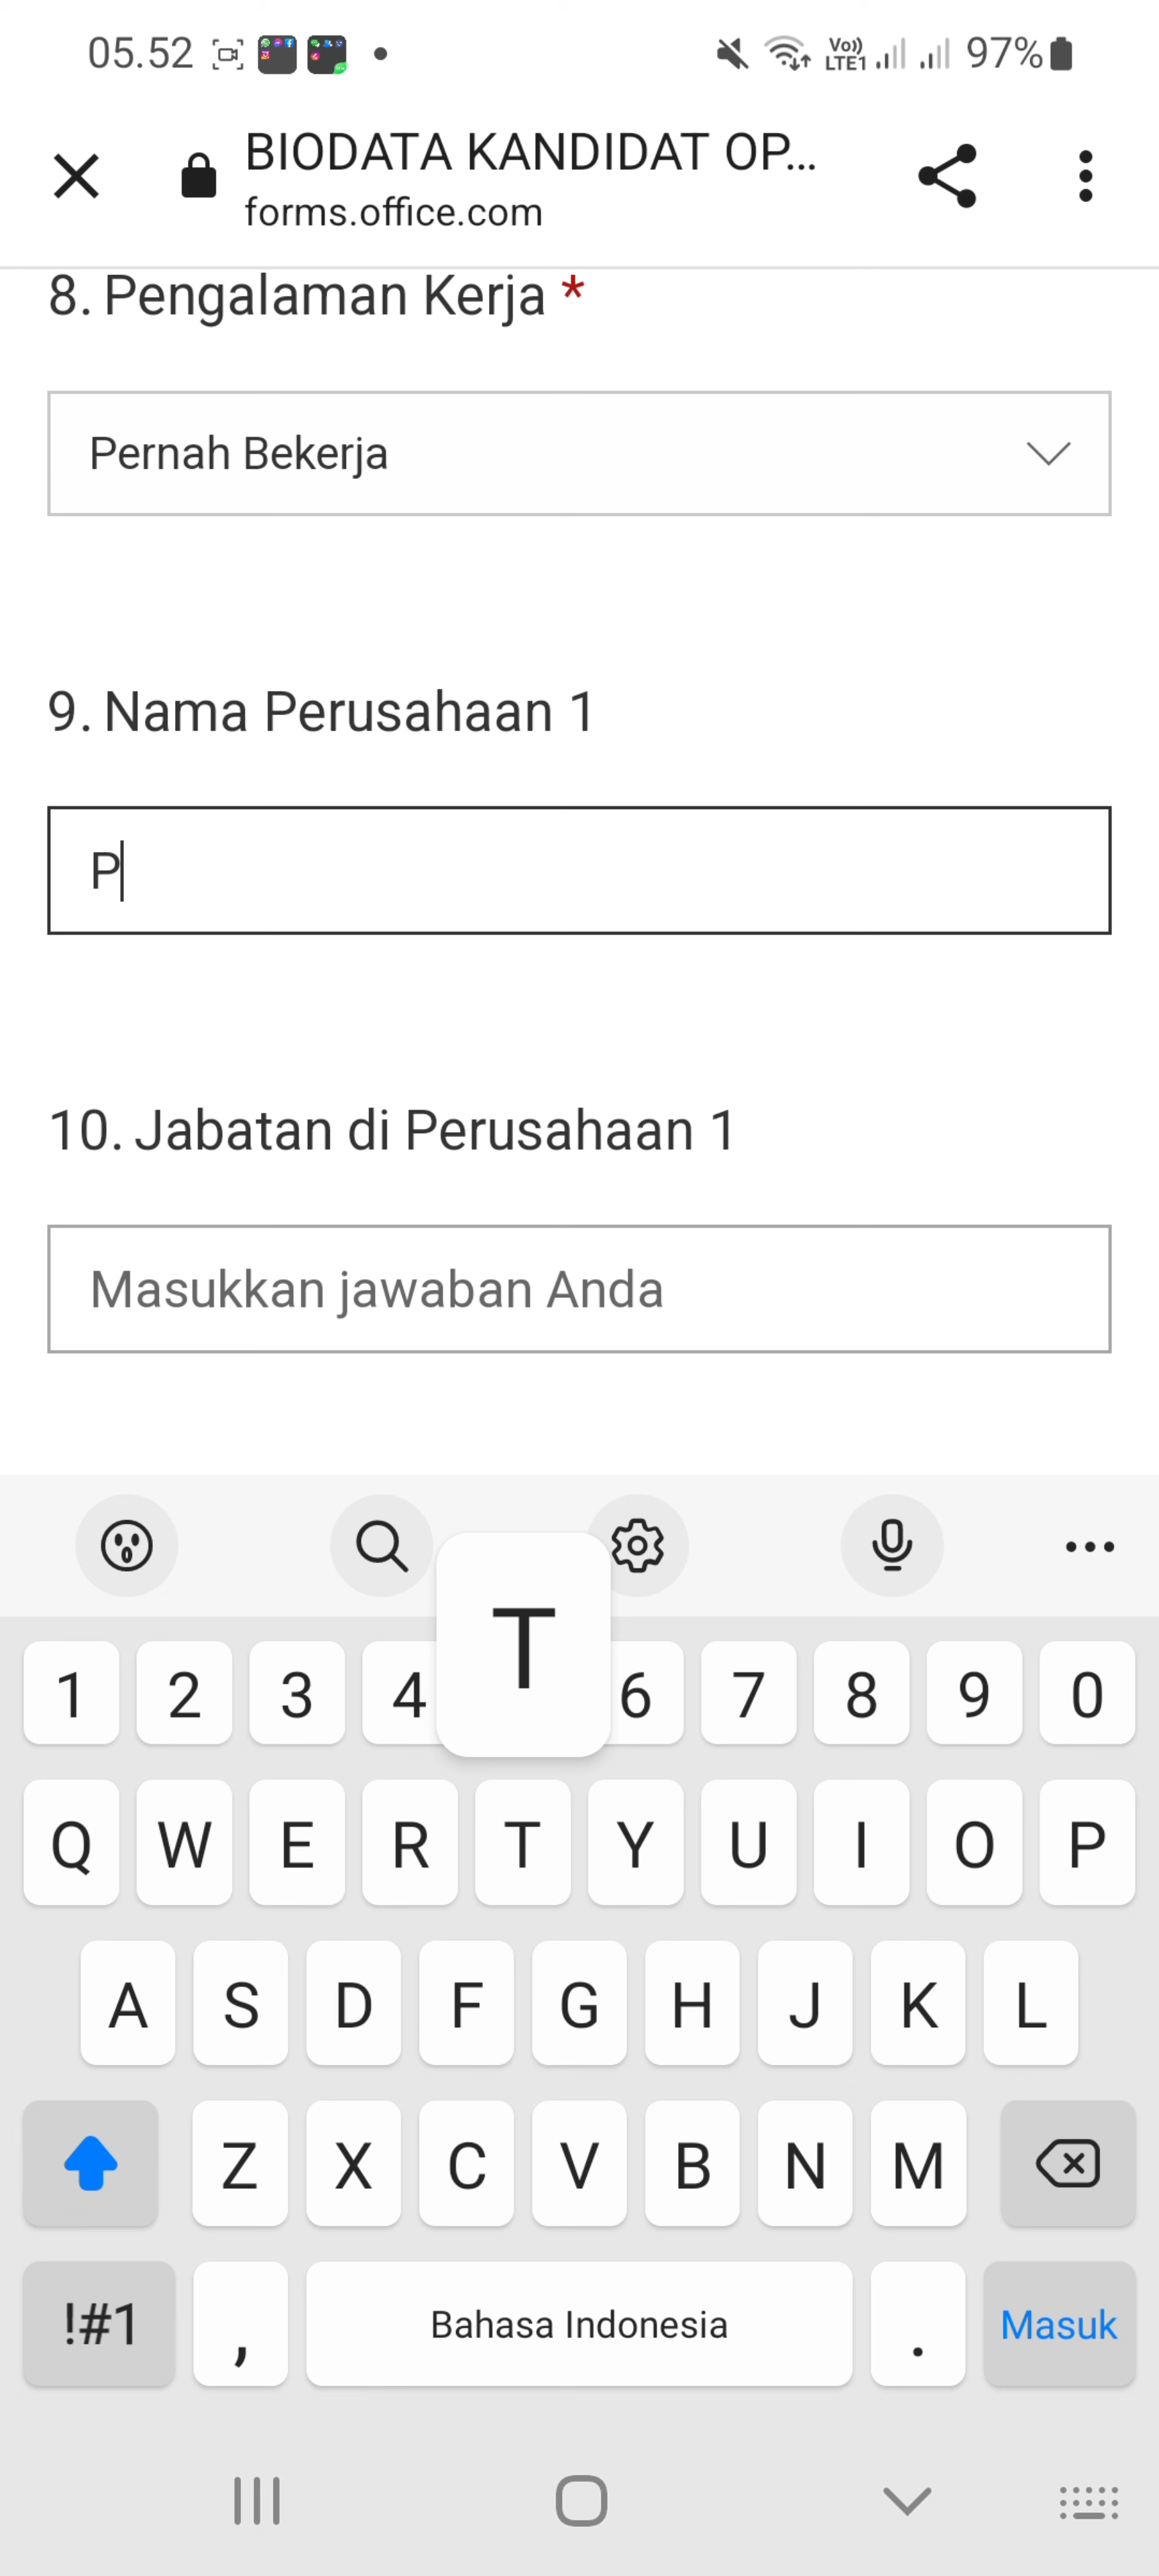 05.52
Vo)) LTE1 97%
BIODATA KANDIDAT OP...
forms.office.com
8. Pengalaman Kerja *
Pernah Bekerja
9. Nama Perusahaan 1
P
10. Jabatan di Perusahaan 1
Masukkan jawaban Anda
T
1 2 3 4 6 7 8 9 0
Q W E R T Y U I O P
A S D F G H J K L
Z X C V B N M
!#1 , Bahasa Indonesia . Masuk